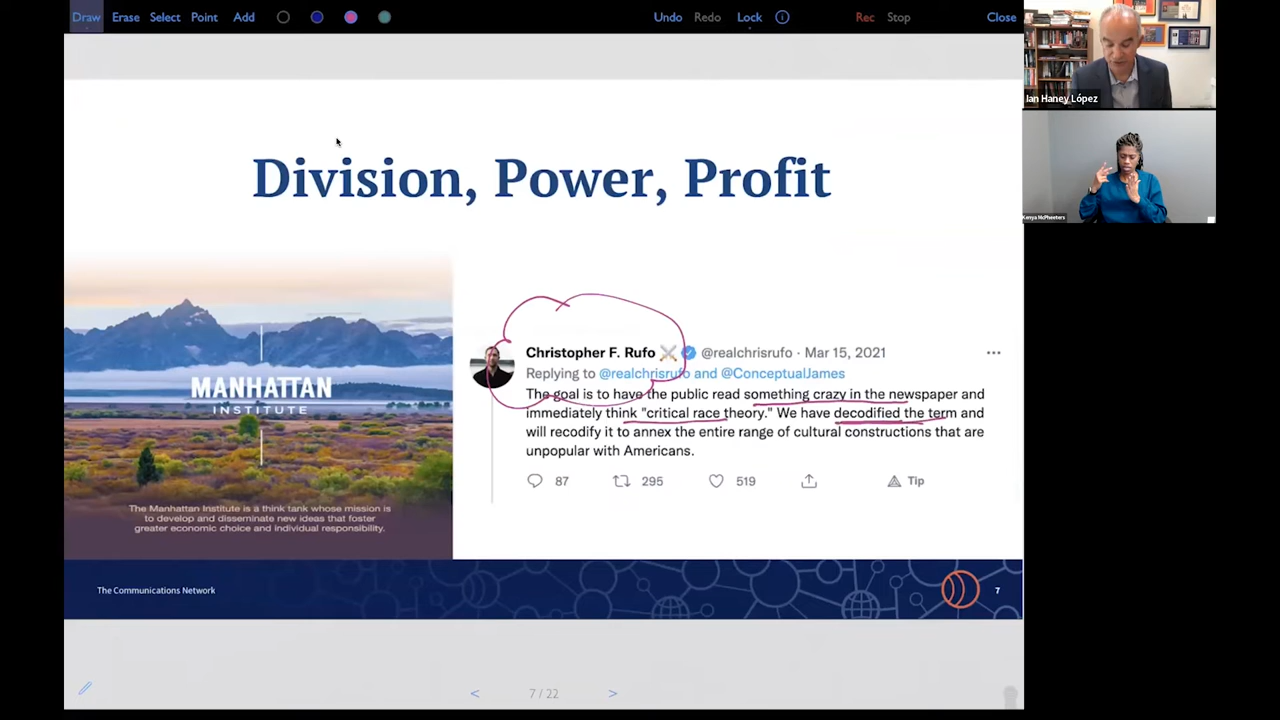 Draw Erase Select Point Add Undo Redo Lock Rec Stop Close
Ian Haney López
Kenya McPheeters
Division, Power, Profit
MANHATTAN
INSTITUTE
The Manhattan Institute is a think tank whose mission is
to develop and disseminate new ideas that foster
greater economic choice and individual responsibility.
Christopher F. Rufo @realchrisrufo · Mar 15, 2021
Replying to @realchrisrufo and @ConceptualJames
The goal is to have the public read something crazy in the newspaper and
immediately think "critical race theory." We have decodified the term and
will recodify it to annex the entire range of cultural constructions that are
unpopular with Americans.
87 295 519 Tip
The Communications Network 7
< 7 / 22 >